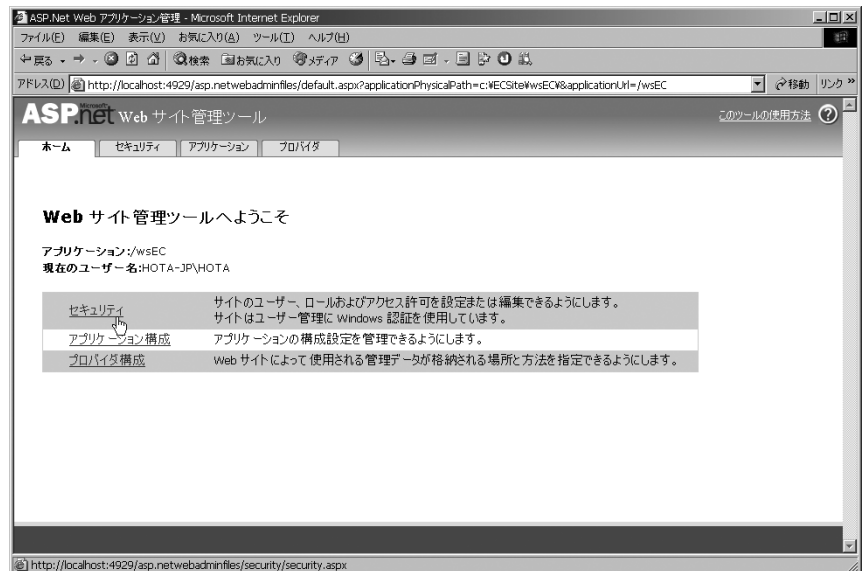 ASP.Net Web アプリケーション管理 - Microsoft Internet Explorer
ファイル(F) 編集(E) 表示(V) お気に入り(A) ツール(T) ヘルプ(H)
戻る 検索 お気に入り メディア
アドレス(D) http://localhost:4929/asp.netwebadminfiles/default.aspx?applicationPhysicalPath=c:¥ECSite¥wsEC¥&applicationUrl=/wsEC 移動 リンク »
Microsoft
ASP.net Web サイト管理ツール このツールの使用方法 ?
ホーム セキュリティ アプリケーション プロバイダ
Web サイト管理ツールへようこそ
アプリケーション:/wsEC
現在のユーザー名:HOTA-JP\HOTA
セキュリティ サイトのユーザー、ロールおよびアクセス許可を設定または編集できるようにします。
サイトはユーザー管理に Windows 認証を使用しています。
アプリケーション構成 アプリケーションの構成設定を管理できるようにします。
プロバイダ構成 Web サイトによって使用される管理データが格納される場所と方法を指定できるようにします。
http://localhost:4929/asp.netwebadminfiles/security/security.aspx